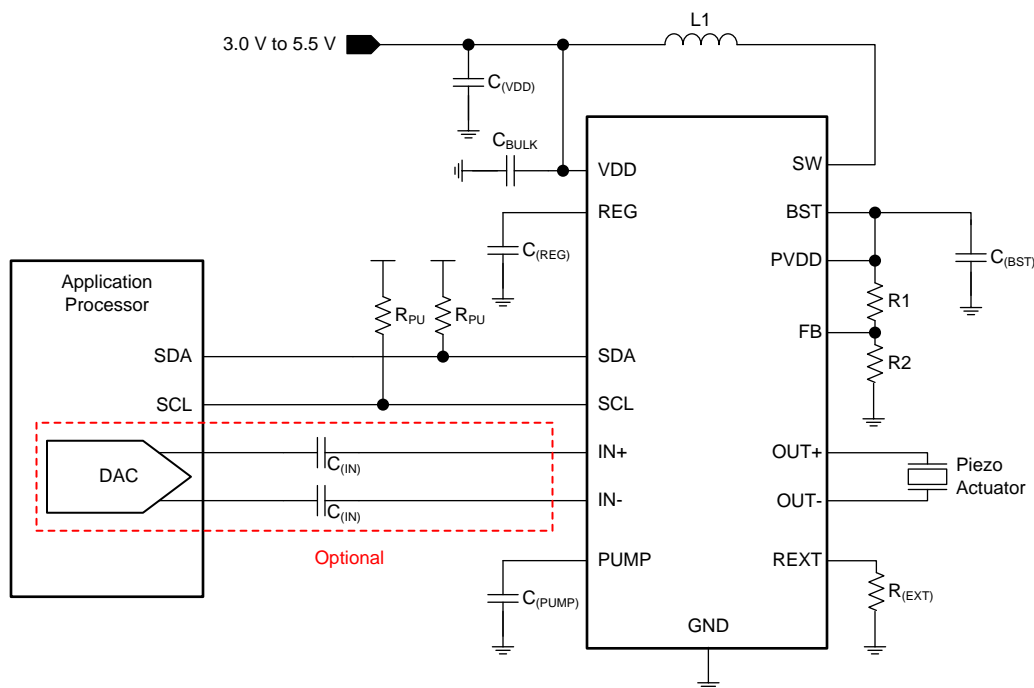 L1
3.0 V to 5.5 V
C(VDD)
CBULK
VDD
SW
REG
BST
C(REG)
PVDD
C(BST)
Application
Processor
RPU
RPU
R1
FB
SDA
SDA
R2
SCL
SCL
DAC
C(IN)
IN+
OUT+
Piezo
Actuator
C(IN)
IN-
OUT-
Optional
PUMP
REXT
C(PUMP)
R(EXT)
GND